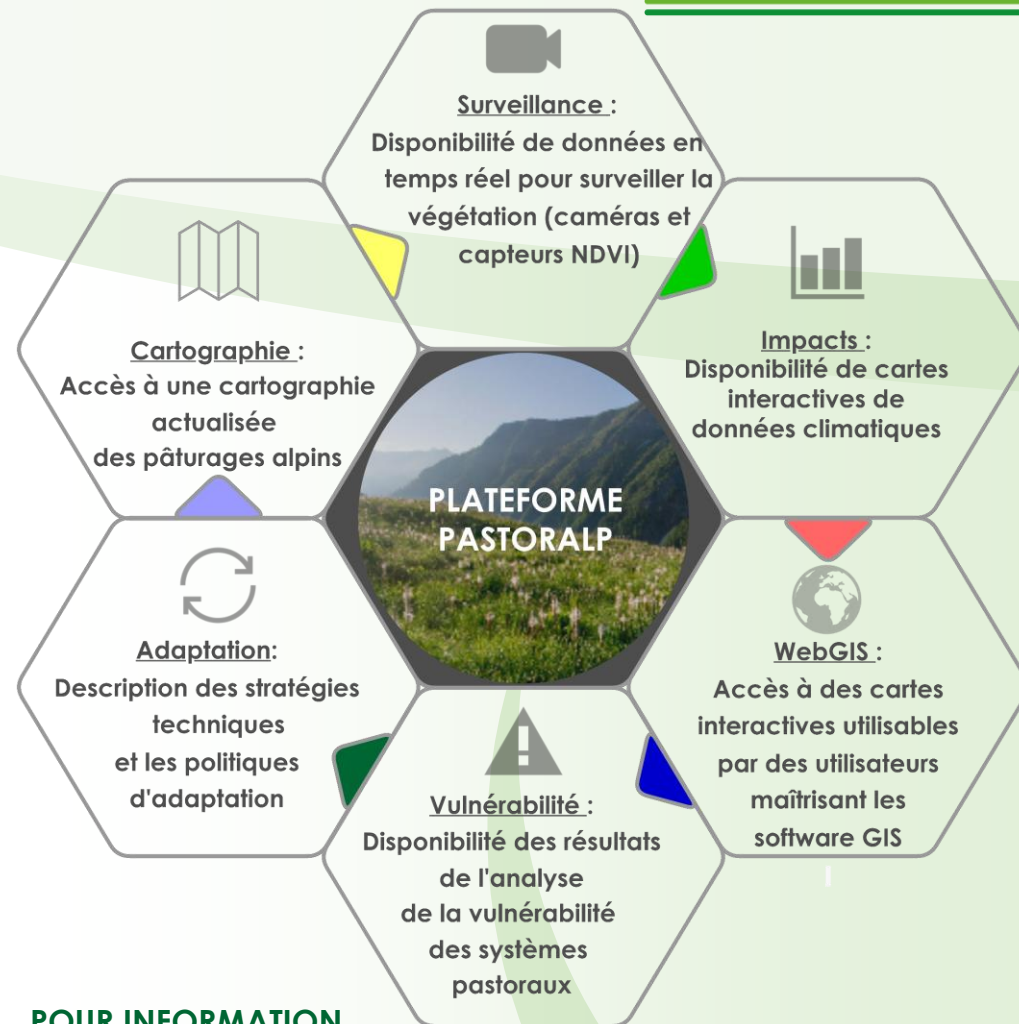 Surveillance :
Disponibilité de données en
temps réel pour surveiller la
végétation (caméras et
capteurs NDVI)
Cartographie :
Accès à une cartographie
actualisée
des pâturages alpins
Impacts :
Disponibilité de cartes
interactives de
données climatiques
PLATEFORME
PASTORALP
Adaptation:
Description des stratégies
techniques
et les politiques
d'adaptation
WebGIS :
Accès à des cartes
interactives utilisables
par des utilisateurs
maîtrisant les
software GIS
Vulnérabilité :
Disponibilité des résultats
de l'analyse
de la vulnérabilité
des systèmes
pastoraux
POUR INFORMATION